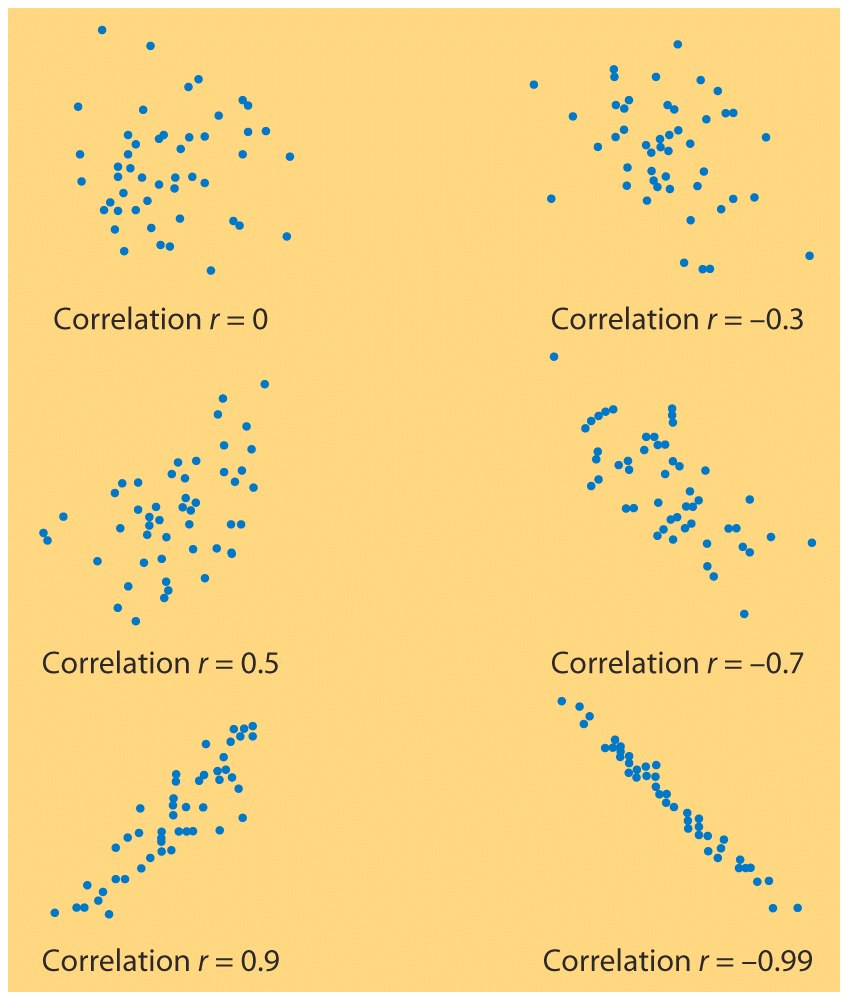 Correlation r = 0
Correlation r = –0.3
Correlation r = 0.5
Correlation r = –0.7
Correlation r = 0.9
Correlation r = –0.99